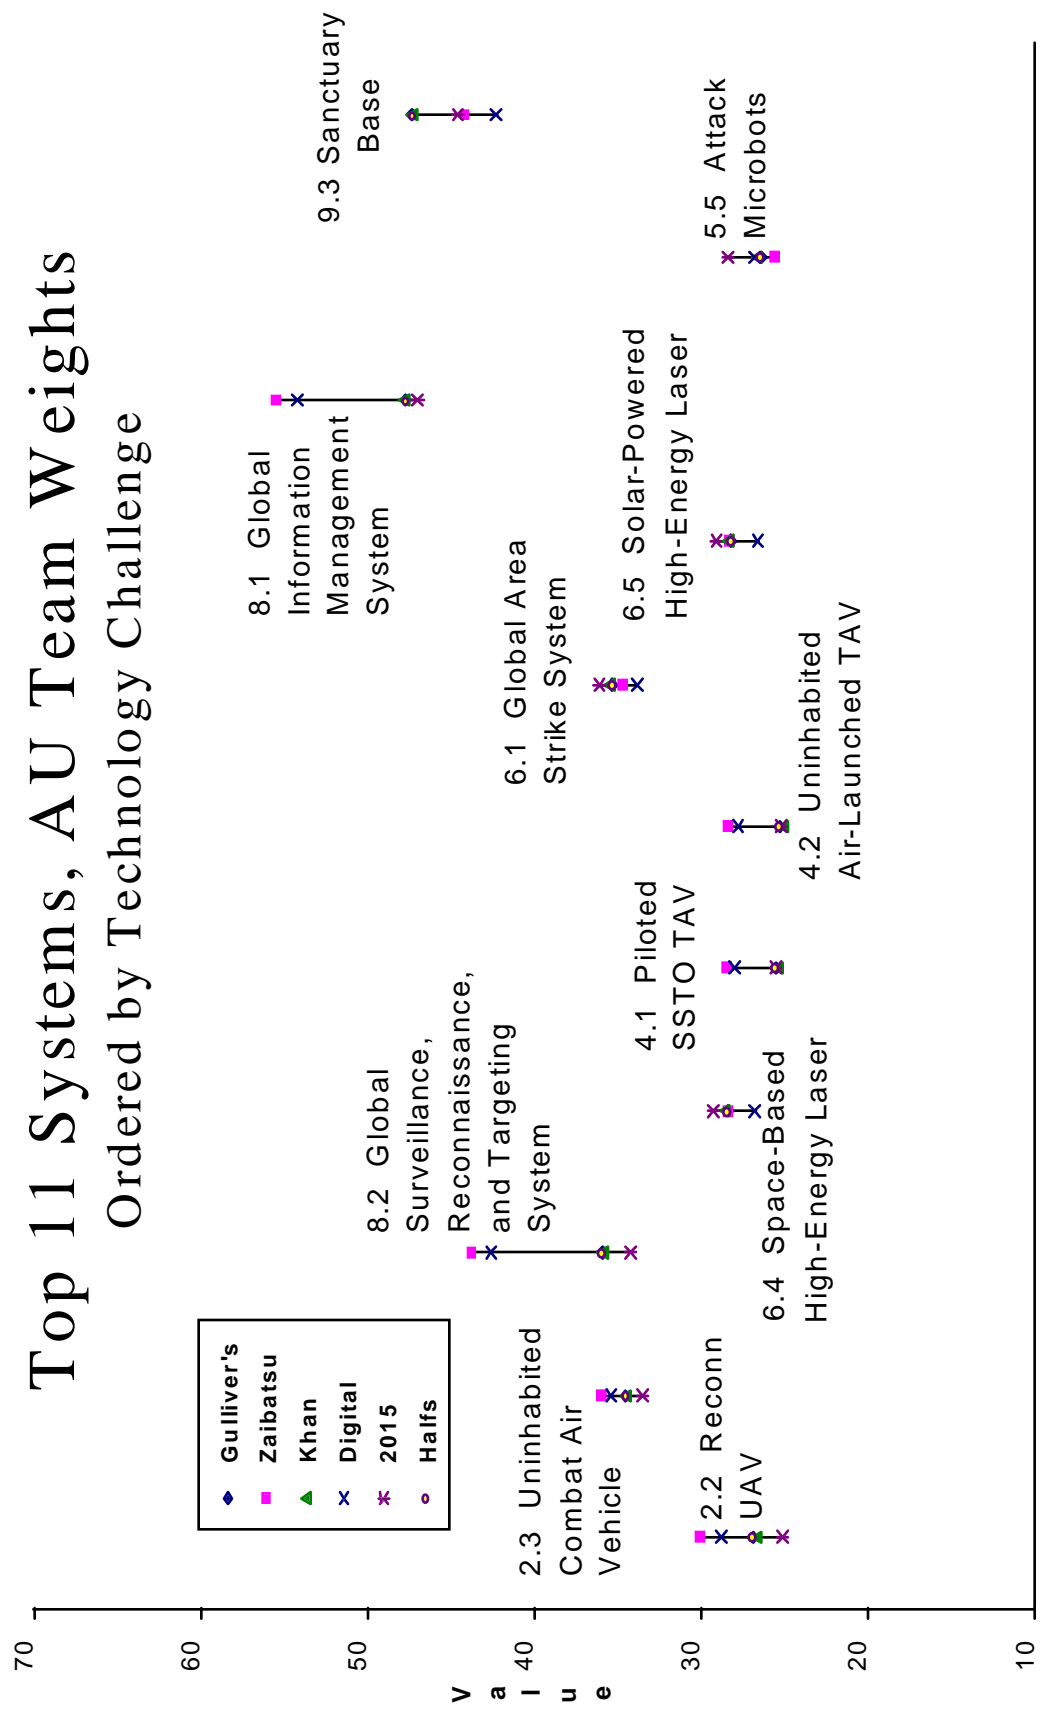 Top 11 Systems, AU Team Weights
Ordered by Technology Challenge
70
60
50
40
30
20
10
Value
Gulliver's
Zaibatsu
Khan
Digital
2015
Halfs
2.2 Reconn
UAV
2.3 Uninhabited
Combat Air
Vehicle
8.2 Global
Surveillance,
Reconnaissance,
and Targeting
System
6.4 Space-Based
High-Energy Laser
4.1 Piloted
SSTO TAV
4.2 Uninhabited
Air-Launched TAV
6.1 Global Area
Strike System
6.5 Solar-Powered
High-Energy Laser
8.1 Global
Information
Management
System
5.5 Attack
Microbots
9.3 Sanctuary
Base